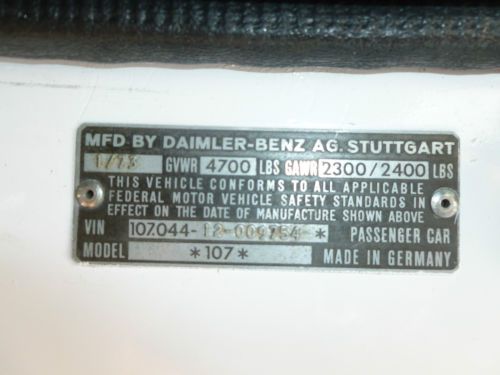 MFD BY DAIMLER-BENZ AG. STUTTGART
1/73 GVWR 4700 LBS GAWR 2300/2400 LBS
THIS VEHICLE CONFORMS TO ALL APPLICABLE
FEDERAL MOTOR VEHICLE SAFETY STANDARDS IN
EFFECT ON THE DATE OF MANUFACTURE SHOWN ABOVE
VIN 107.044-12-009754 * PASSENGER CAR
MODEL *107* MADE IN GERMANY